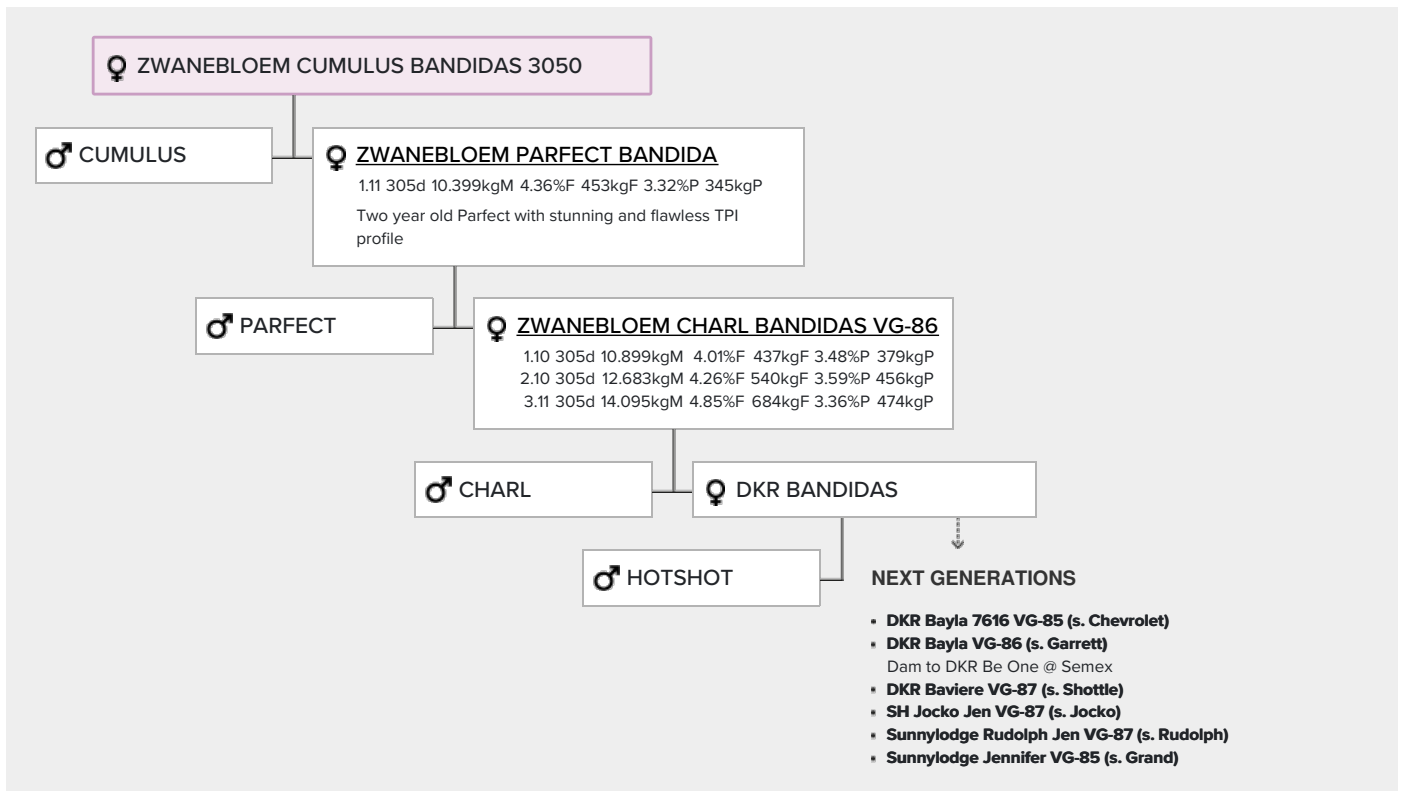 ♀ ZWANEBLOEM CUMULUS BANDIDAS 3050
♂ CUMULUS
♀ ZWANEBLOEM PARFECT BANDIDA
1.11 305d 10.399kgM 4.36%F 453kgF 3.32%P 345kgP
Two year old Parfect with stunning and flawless TPI
profile
♂ PARFECT
♀ ZWANEBLOEM CHARL BANDIDAS VG-86
1.10 305d 10.899kgM 4.01%F 437kgF 3.48%P 379kgP
2.10 305d 12.683kgM 4.26%F 540kgF 3.59%P 456kgP
3.11 305d 14.095kgM 4.85%F 684kgF 3.36%P 474kgP
♂ CHARL
♀ DKR BANDIDAS
♂ HOTSHOT
NEXT GENERATIONS
▪ DKR Bayla 7616 VG-85 (s. Chevrolet)
▪ DKR Bayla VG-86 (s. Garrett)
Dam to DKR Be One @ Semex
▪ DKR Baviere VG-87 (s. Shottle)
▪ SH Jocko Jen VG-87 (s. Jocko)
▪ Sunnylodge Rudolph Jen VG-87 (s. Rudolph)
▪ Sunnylodge Jennifer VG-85 (s. Grand)